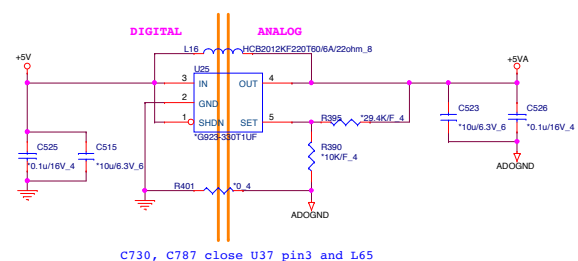 DIGITAL ANALOG
L16 HCB2012KF220T60/6A/22ohm_8
+5V
+5VA
U25
3 IN OUT 4
2 GND
1 SHDN SET 5
*G923-330T1UF
R395 *29.4K/F_4
R390
*10K/F_4
C523
*10u/6.3V_6
C526
*0.1u/16V_4
C525
*0.1u/16V_4
C515
*10u/6.3V_6
R401 *0_4
ADOGND
ADOGND
C730, C787 close U37 pin3 and L65